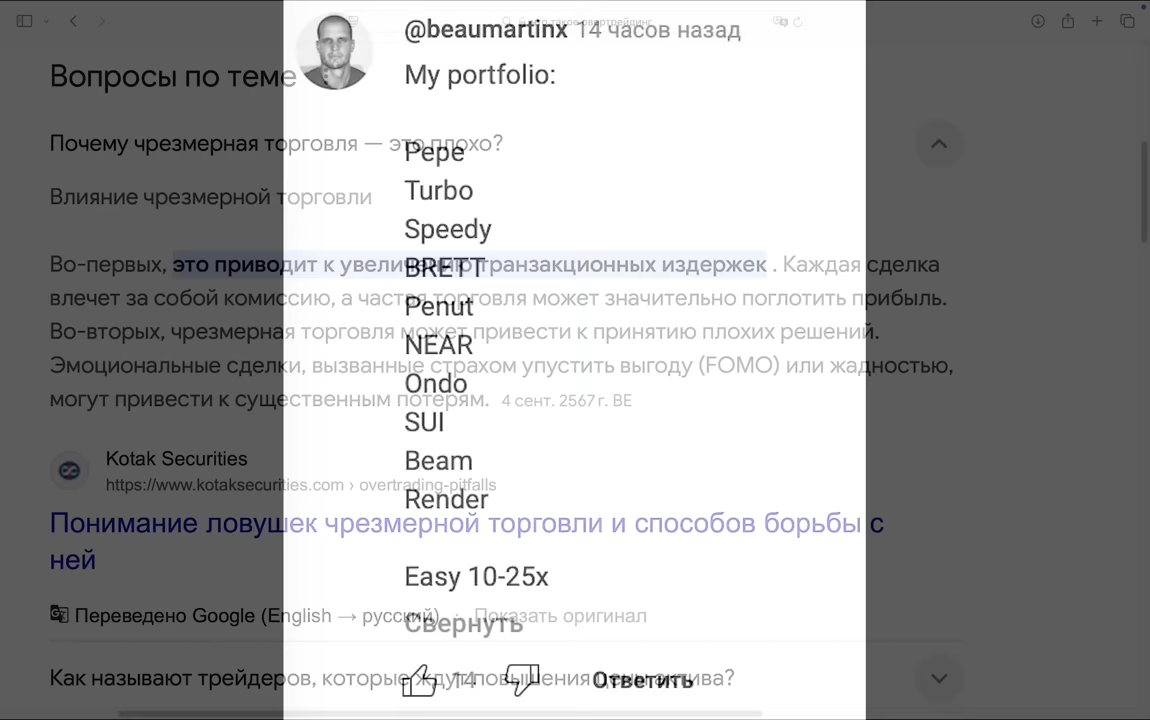 что такое овертрейдинг
@beaumartinx 14 часов назад
My portfolio:
Pepe
Turbo
Speedy
BRETT
Penut
NEAR
Ondo
SUI
Beam
Render
Easy 10-25x
Свернуть
14
Ответить
Вопросы по теме
Почему чрезмерная торговля — это плохо?
Влияние чрезмерной торговли
Во-первых, это приводит к увеличению транзакционных издержек . Каждая сделка
влечет за собой комиссию, а частая торговля может значительно поглотить прибыль.
Во-вторых, чрезмерная торговля может привести к принятию плохих решений.
Эмоциональные сделки, вызванные страхом упустить выгоду (FOMO) или жадностью,
могут привести к существенным потерям. 4 сент. 2567 г. BE
Kotak Securities
https://www.kotaksecurities.com › overtrading-pitfalls
Понимание ловушек чрезмерной торговли и способов борьбы с
ней
Переведено Google (English → русский) · Показать оригинал
Как называют трейдеров, которые ждут повышения цены актива?